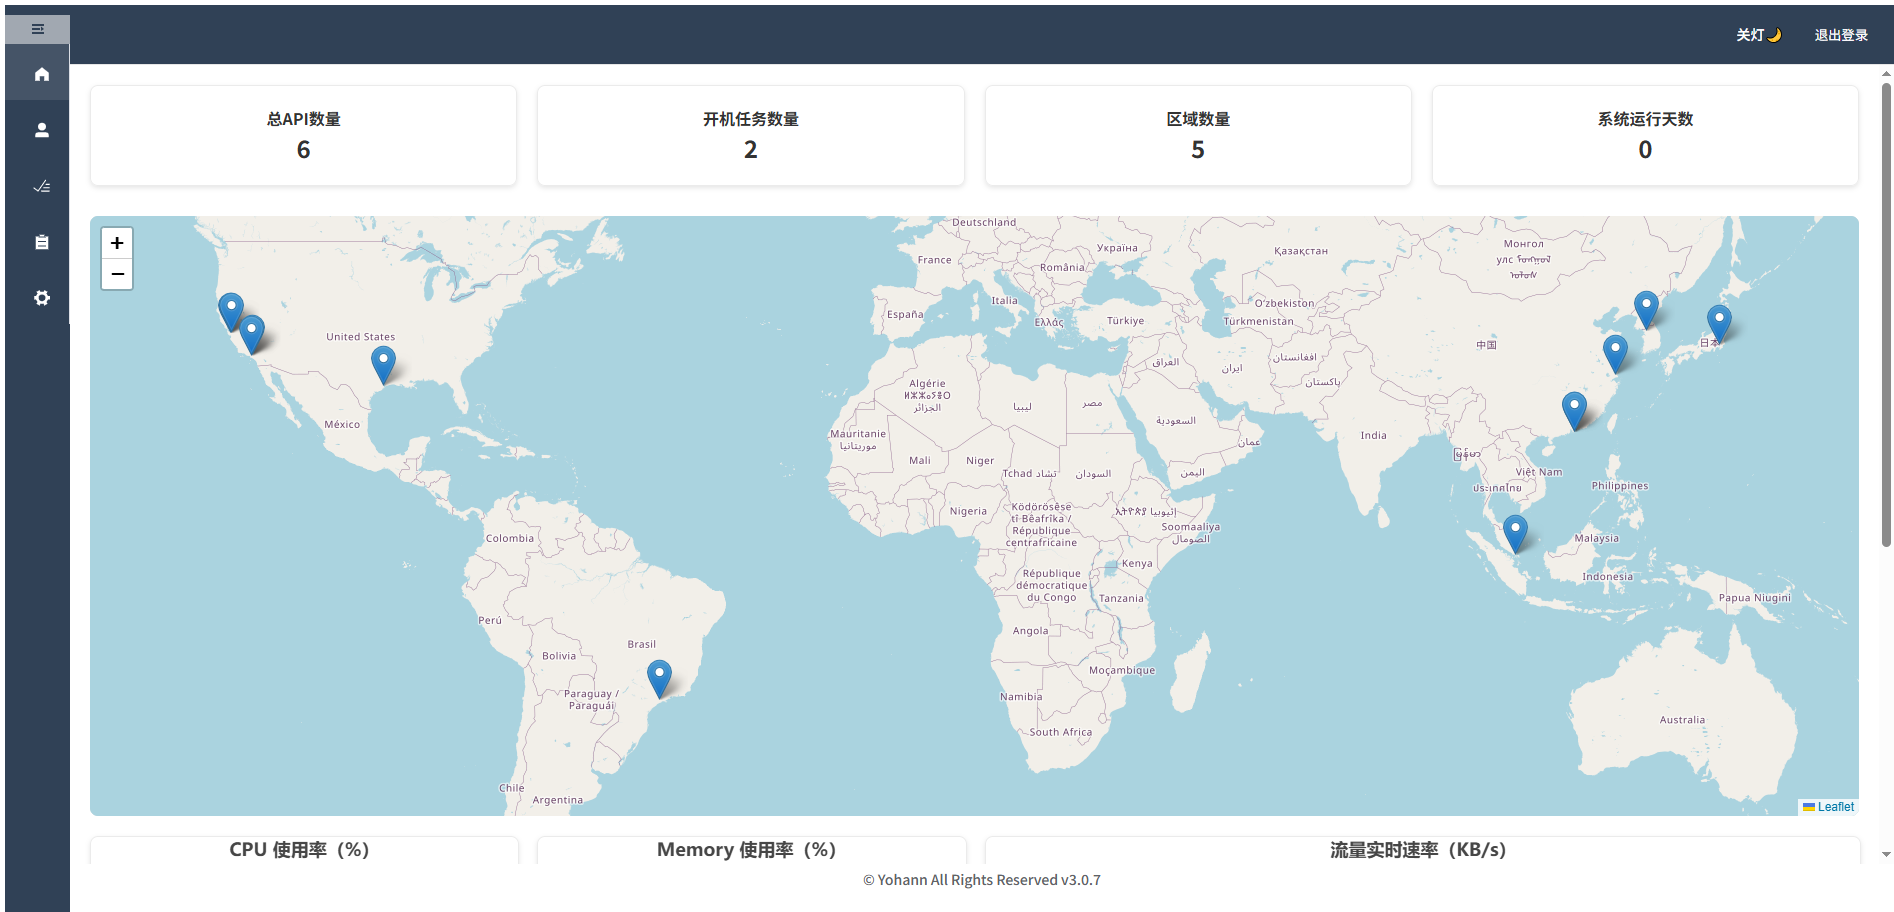 关灯🌙
退出登录
总API数量
6
开机任务数量
2
区域数量
5
系统运行天数
0
+
−
Deutschland
Україна
Қазақстан
Монгол
улс
France
România
Italia
Oʻzbekiston
España
Ελλάς
Türkiye
Türkmenistan
United States
中国
日本
العراق
ایران
افغانستان
پاکستان
Algérie
ⵍⵣⵣⴰⵢⴻⵔ
الجزائر
ليبيا
مصر
السعودية
México
Mauritanie
موريتانيا
India
عمان
Mali
Niger
Tchad تشاد
السودان
اليمن
မြန်မာ
Việt Nam
ประเทศไทย
Philippines
Nigeria
Ködörösêse
tî Bêafrîka /
République
centrafricaine
ኢትዮጵያ إثيوبيا
Soomaaliya
الصومال
Colombia
Malaysia
Kenya
Indonesia
République
démocratique
du Congo
Tanzania
Papua Niugini
Perú
Angola
Brasil
Bolivia
Moçambique
Paraguay /
Paraguái
Namibia
Australia
South Africa
Chile
Argentina
Leaflet
CPU 使用率（%）
Memory 使用率（%）
流量实时速率（KB/s）
© Yohann All Rights Reserved v3.0.7